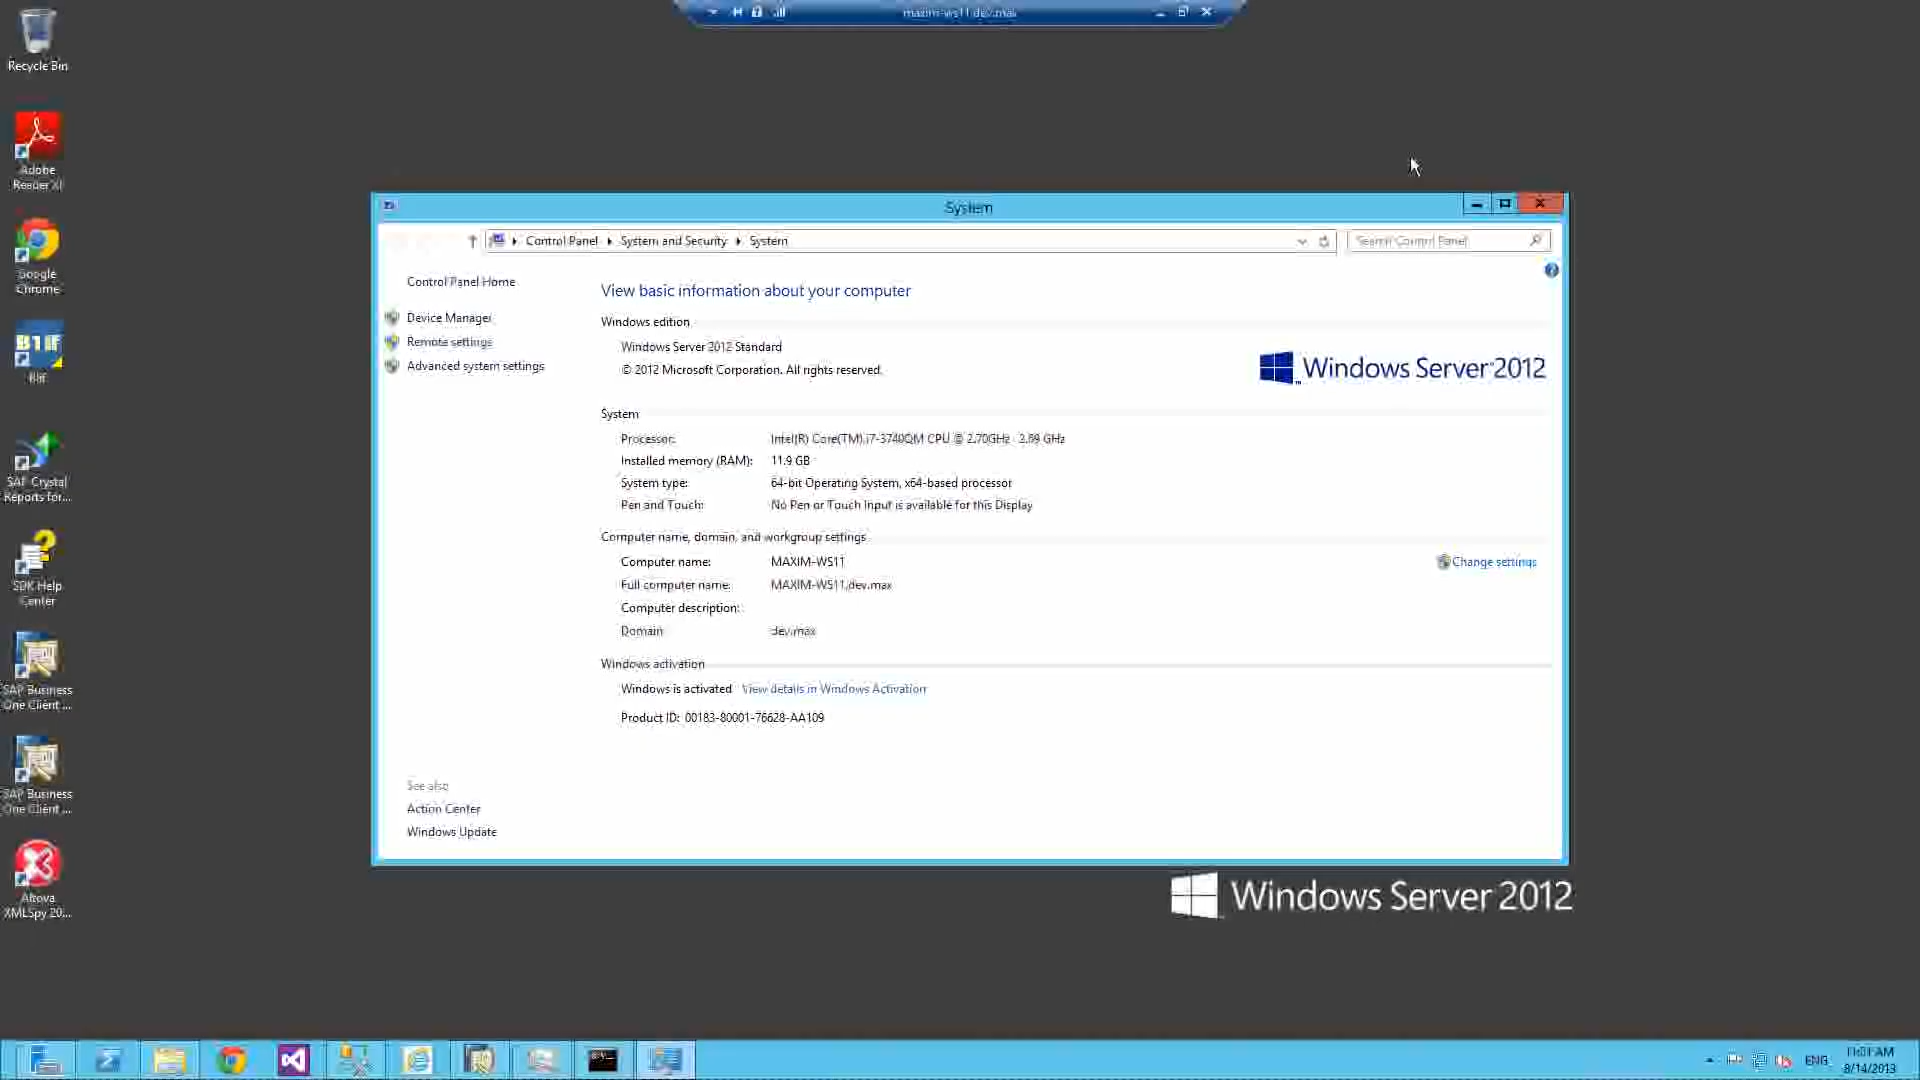 maxim-ws11.dev.max
Recycle Bin
Adobe
Reader XI
Google
Chrome
B1iF
B1iF
SAP Crystal
Reports for...
SDK Help
Center
SAP Business
One Client ...
SAP Business
One Client ...
Altova
XMLSpy 20...
System
Control Panel ▸ System and Security ▸ System
Search Control Panel
Control Panel Home
Device Manager
Remote settings
Advanced system settings
View basic information about your computer
Windows edition
Windows Server 2012 Standard
© 2012 Microsoft Corporation. All rights reserved.
Windows Server 2012
System
Processor: Intel(R) Core(TM) i7-3740QM CPU @ 2.70GHz 2.69 GHz
Installed memory (RAM): 11.9 GB
System type: 64-bit Operating System, x64-based processor
Pen and Touch: No Pen or Touch Input is available for this Display
Computer name, domain, and workgroup settings
Computer name: MAXIM-WS11
Change settings
Full computer name: MAXIM-WS11.dev.max
Computer description:
Domain: dev.max
Windows activation
Windows is activated View details in Windows Activation
Product ID: 00183-80001-76628-AA109
See also
Action Center
Windows Update
Windows Server 2012
ENG
11:01 AM
8/14/2013